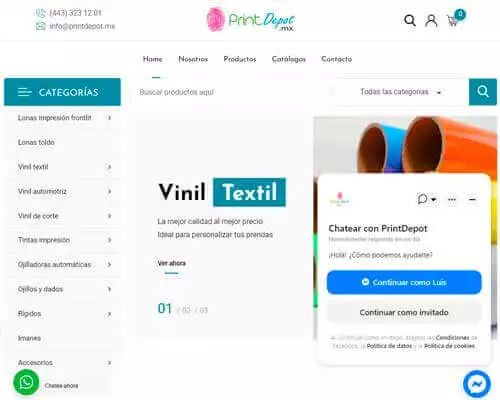 (443) 323 12 01
info@printdepot.mx
Print Depot
.mx
0
Home Nosotros Productos Catálogos Contacto
CATEGORÍAS
Buscar productos aquí
Todas las categorías
Lonas impresión frontlit
Lonas toldo
Vinil textil
Vinil automotriz
Vinil de corte
Tintas impresión
Ojilladoras automáticas
Ojillos y dados
Rígidos
Imanes
Accesorios
Vinil Textil
La mejor calidad al mejor precio
Ideal para personalizar tus prendas
Ver ahora
01 / 02 / 03
Chatear con PrintDepot
Normalmente responde en un día
¡Hola! ¿Cómo podemos ayudarte?
Continuar como Luis
Continuar como invitado
Al continuar como invitado, aceptas las Condiciones
de Facebook, la Política de datos y la Política de cookies.
Chatea ahora